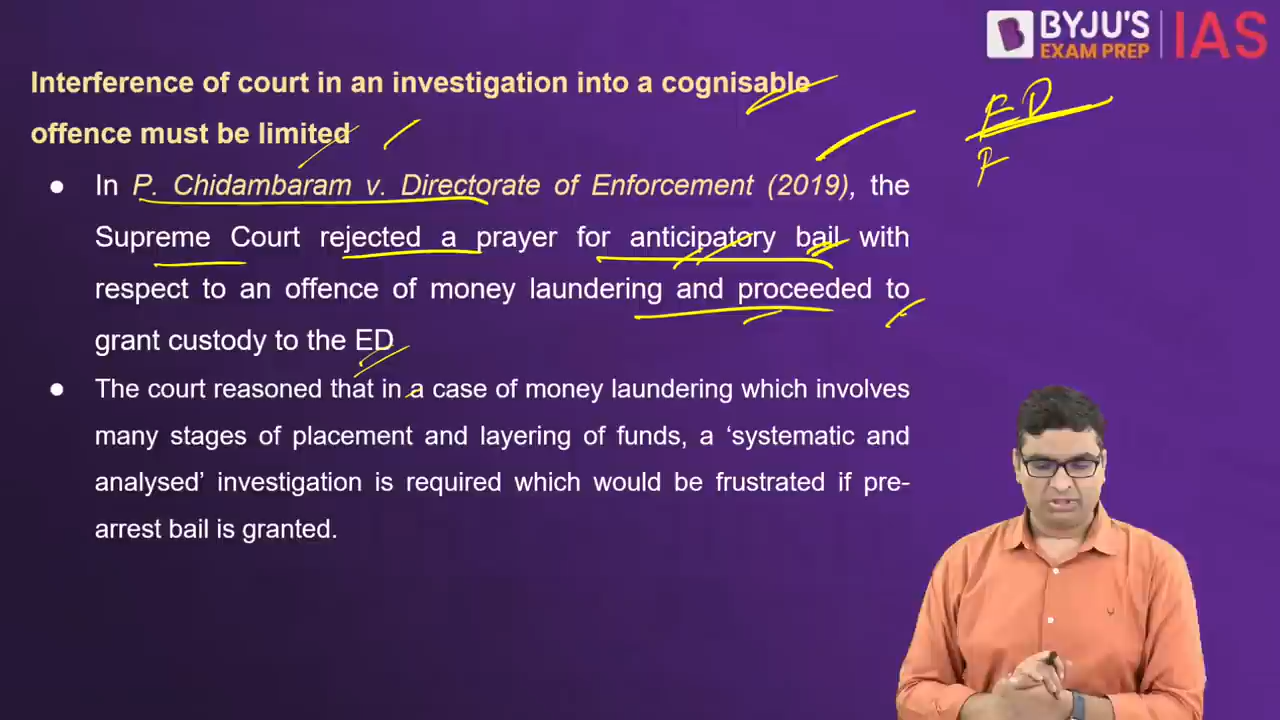 BYJU'S
EXAM PREP
IAS
Interference of court in an investigation into a cognisable
offence must be limited
ED
F
● In P. Chidambaram v. Directorate of Enforcement (2019), the
Supreme Court rejected a prayer for anticipatory bail with
respect to an offence of money laundering and proceeded to
grant custody to the ED
● The court reasoned that in a case of money laundering which involves
many stages of placement and layering of funds, a ‘systematic and
analysed’ investigation is required which would be frustrated if pre-
arrest bail is granted.